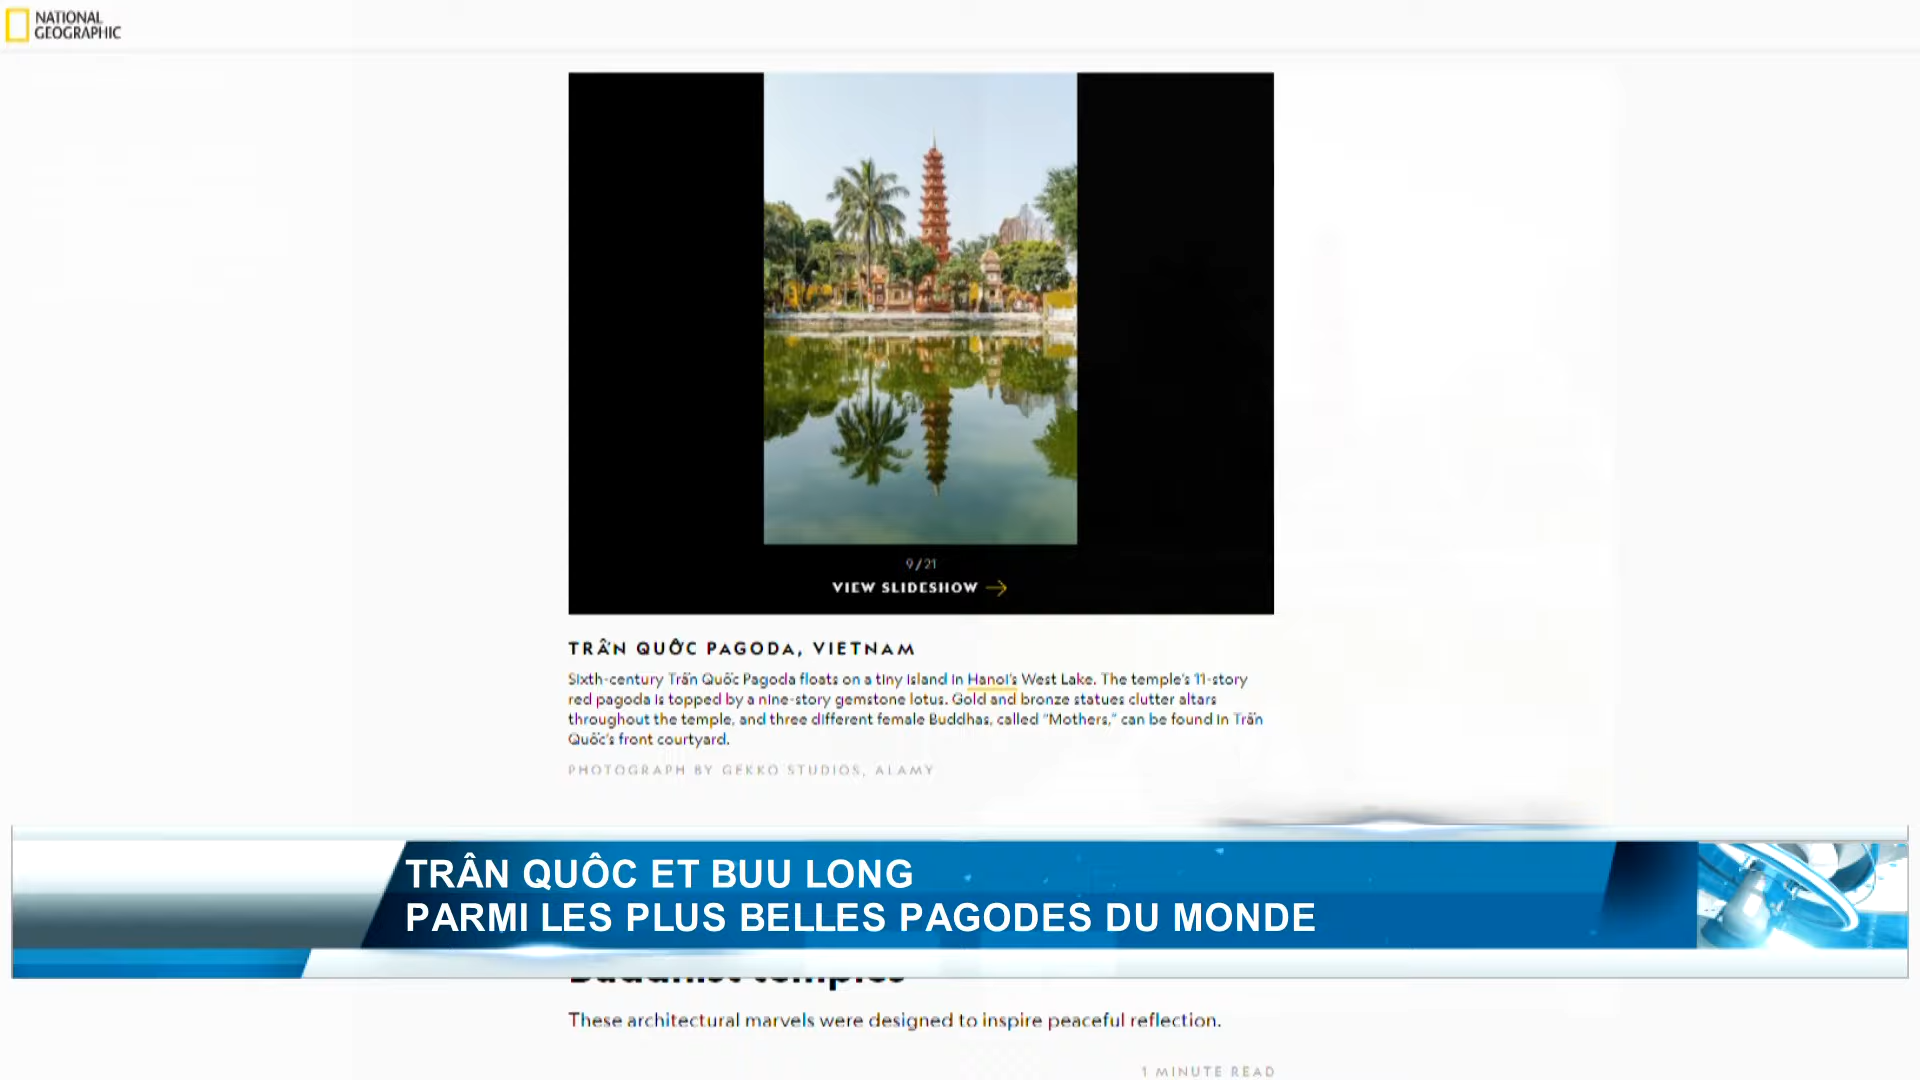 NATIONAL
GEOGRAPHIC
9/21
VIEW SLIDESHOW
TRẤN QUỐC PAGODA, VIETNAM
Sixth-century Trấn Quốc Pagoda floats on a tiny island in Hanoi's West Lake. The temple's 11-story
red pagoda is topped by a nine-story gemstone lotus. Gold and bronze statues clutter altars
throughout the temple, and three different female Buddhas, called "Mothers," can be found in Trấn
Quốc's front courtyard.
PHOTOGRAPH BY GEKKO STUDIOS, ALAMY
TRÂN QUÔC ET BUU LONG
PARMI LES PLUS BELLES PAGODES DU MONDE
Buddhist temples
These architectural marvels were designed to inspire peaceful reflection.
1 MINUTE READ